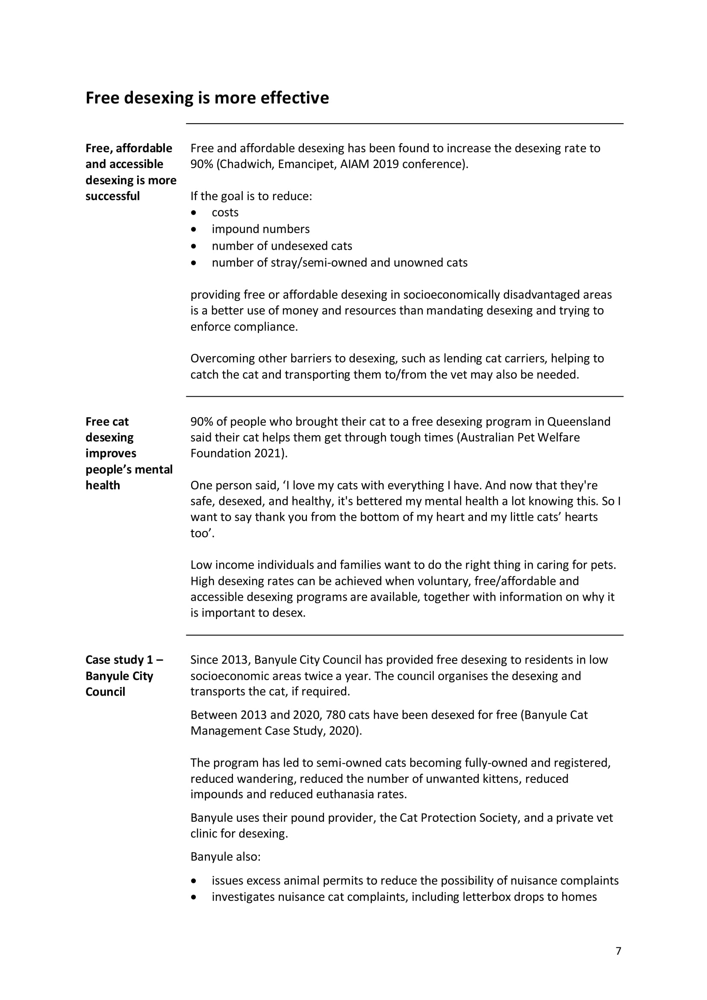 Free desexing is more effective
Free, affordable
and accessible
desexing is more
successful
Free and affordable desexing has been found to increase the desexing rate to
90% (Chadwich, Emancipet, AIAM 2019 conference).
If the goal is to reduce:
• costs
• impound numbers
• number of undesexed cats
• number of stray/semi-owned and unowned cats
providing free or affordable desexing in socioeconomically disadvantaged areas
is a better use of money and resources than mandating desexing and trying to
enforce compliance.
Overcoming other barriers to desexing, such as lending cat carriers, helping to
catch the cat and transporting them to/from the vet may also be needed.
Free cat
desexing
improves
people’s mental
health
90% of people who brought their cat to a free desexing program in Queensland
said their cat helps them get through tough times (Australian Pet Welfare
Foundation 2021).
One person said, ‘I love my cats with everything I have. And now that they're
safe, desexed, and healthy, it's bettered my mental health a lot knowing this. So I
want to say thank you from the bottom of my heart and my little cats’ hearts
too’.
Low income individuals and families want to do the right thing in caring for pets.
High desexing rates can be achieved when voluntary, free/affordable and
accessible desexing programs are available, together with information on why it
is important to desex.
Case study 1 –
Banyule City
Council
Since 2013, Banyule City Council has provided free desexing to residents in low
socioeconomic areas twice a year. The council organises the desexing and
transports the cat, if required.
Between 2013 and 2020, 780 cats have been desexed for free (Banyule Cat
Management Case Study, 2020).
The program has led to semi-owned cats becoming fully-owned and registered,
reduced wandering, reduced the number of unwanted kittens, reduced
impounds and reduced euthanasia rates.
Banyule uses their pound provider, the Cat Protection Society, and a private vet
clinic for desexing.
Banyule also:
• issues excess animal permits to reduce the possibility of nuisance complaints
• investigates nuisance cat complaints, including letterbox drops to homes
7